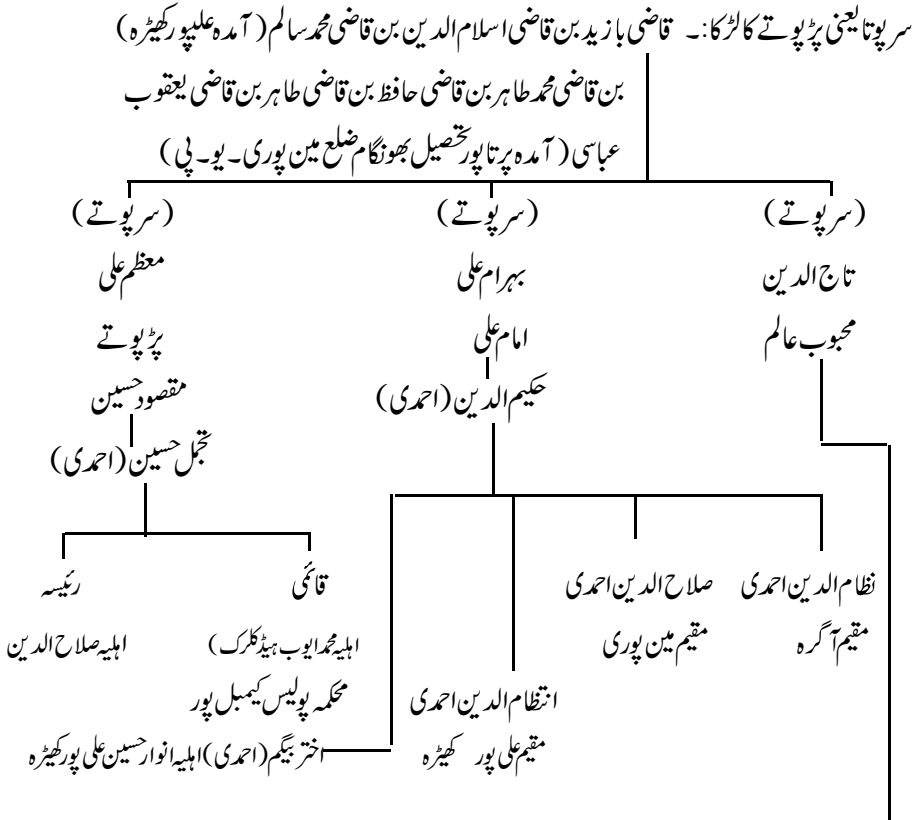 سرپوتا یعنی پڑپوتے کا لڑکا:۔ قاضی بازید بن قاضی اسلام الدین بن قاضی محمد سالم (آمدہ علیپور کھیڑہ)
بن قاضی محمد طاہر بن قاضی حافظ بن قاضی طاہر بن قاضی یعقوب
عباسی (آمدہ پرتاپور تحصیل بھونگام ضلع مین پوری۔ یو۔ پی)
(سرپوتے) (سرپوتے) (سرپوتے)
تاج الدین بہرام علی معظم علی
محبوب عالم امام علی پڑپوتے
حکیم الدین (احمدی) مقصود حسین
تجمل حسین (احمدی)
نظام الدین احمدی صلاح الدین احمدی قائمی رئیسہ
مقیم آگرہ مقیم مین پوری اہلیہ محمد ایوب ہیڈ کلرک) اہلیہ صلاح الدین
انتظام الدین احمدی محکمہ پولیس کیمبل پور
مقیم علی پور کھیڑہ اختر بیگم (احمدی) اہلیہ انوار حسین علی پور کھیڑہ